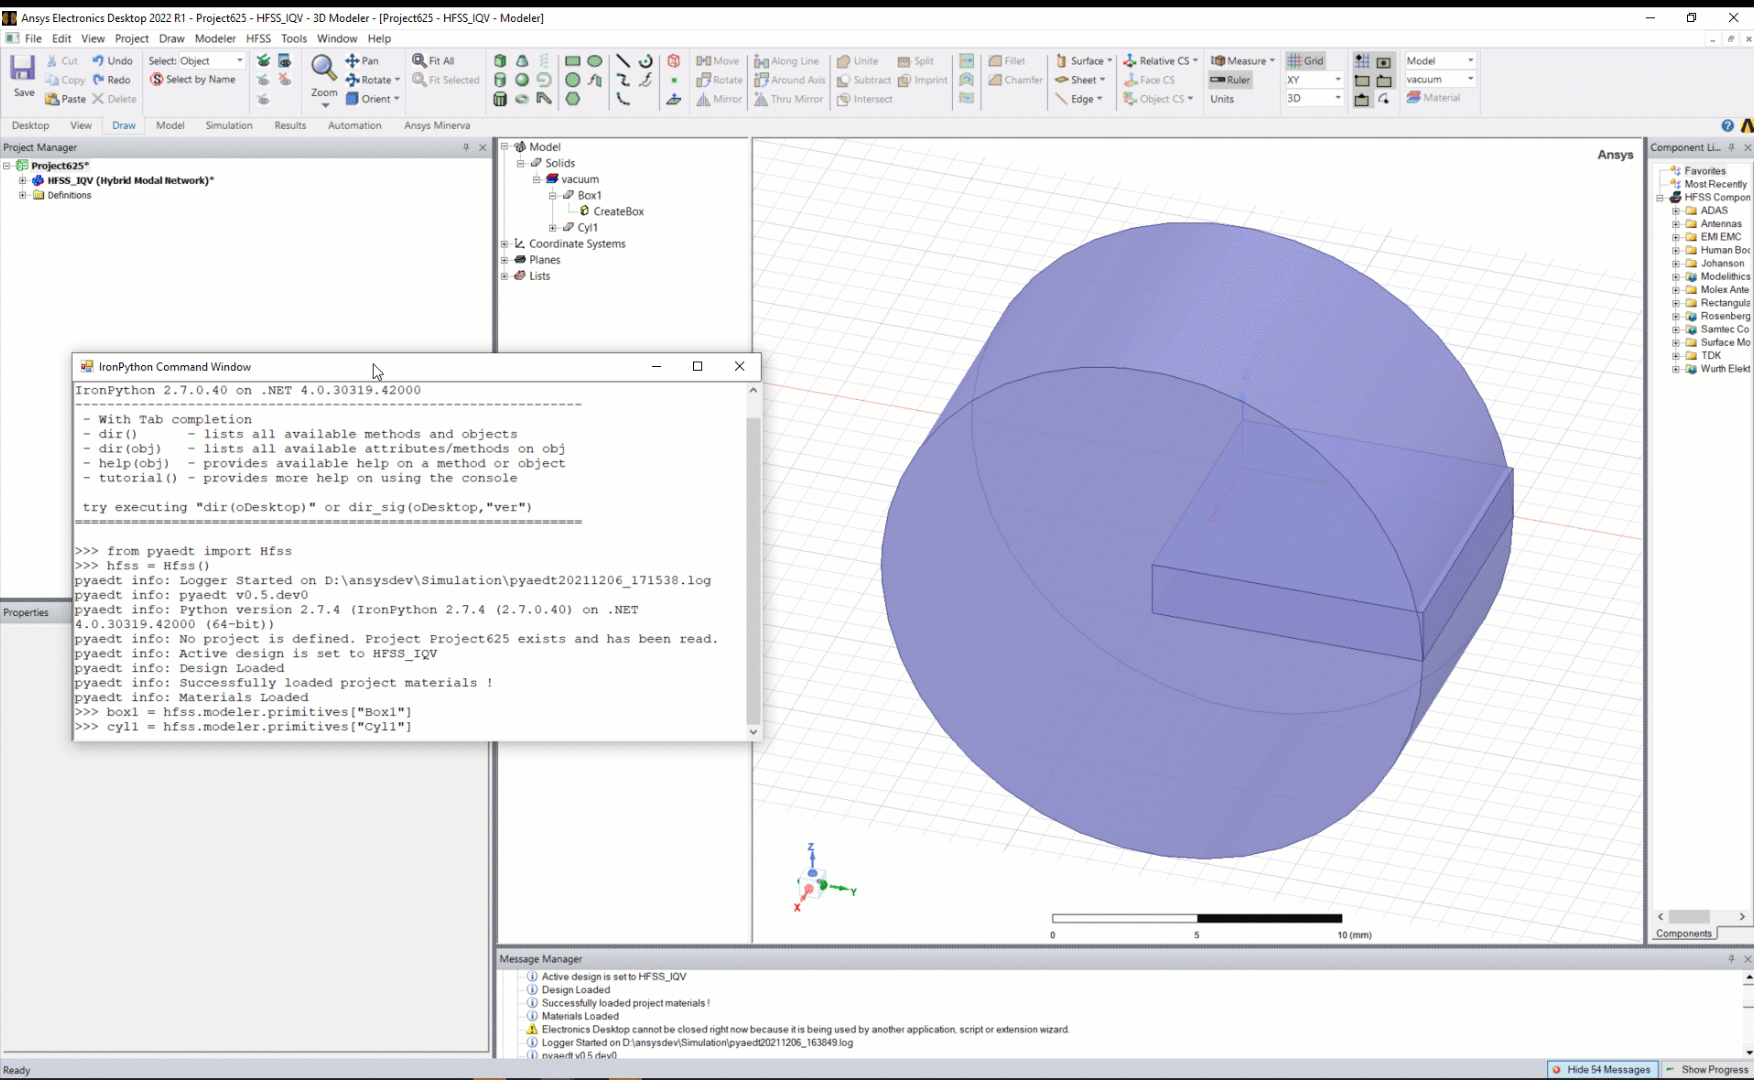 Ansys Electronics Desktop 2022 R1 - Project625 - HFSS_IQV - 3D Modeler - [Project625 - HFSS_IQV - Modeler]
File Edit View Project Draw Modeler HFSS Tools Window Help
Save
Cut
Copy
Paste
Undo
Redo
Delete
Select: Object
Select by Name
Zoom
Pan
Rotate
Orient
Fit All
Fit Selected
Move
Rotate
Mirror
Along Line
Around Axis
Thru Mirror
Unite
Subtract
Intersect
Split
Imprint
Fillet
Chamfer
Surface
Sheet
Edge
Relative CS
Face CS
Object CS
Measure
Ruler
Units
Grid
XY
3D
Model
vacuum
Material
Desktop View Draw Model Simulation Results Automation Ansys Minerva
Project Manager
Project625*
HFSS_IQV (Hybrid Modal Network)*
Definitions
Model
Solids
vacuum
Box1
CreateBox
Cyl1
Coordinate Systems
Planes
Lists
IronPython Command Window
IronPython 2.7.0.40 on .NET 4.0.30319.42000
----------------------------------------------------------------
- With Tab completion
- dir() - lists all available methods and objects
- dir(obj) - lists all available attributes/methods on obj
- help(obj) - provides available help on a method or object
- tutorial() - provides more help on using the console
try executing "dir(oDesktop)" or dir_sig(oDesktop,"ver")
================================================================
>>> from pyaedt import Hfss
>>> hfss = Hfss()
pyaedt info: Logger Started on D:\ansysdev\Simulation\pyaedt20211206_171538.log
pyaedt info: pyaedt v0.5.dev0
pyaedt info: Python version 2.7.4 (IronPython 2.7.4 (2.7.0.40) on .NET
4.0.30319.42000 (64-bit))
pyaedt info: No project is defined. Project Project625 exists and has been read.
pyaedt info: Active design is set to HFSS_IQV
pyaedt info: Design Loaded
pyaedt info: Successfully loaded project materials !
pyaedt info: Materials Loaded
>>> box1 = hfss.modeler.primitives["Box1"]
>>> cyl1 = hfss.modeler.primitives["Cyl1"]
Properties
Ansys
Z
Z
Y
X
0 5 10 (mm)
Component Li...
Favorites
Most Recently
HFSS Compon
ADAS
Antennas
EMI EMC
Human Boc
Johanson
Modelithics
Molex Ante
Rectangula
Rosenberg
Samtec Co
Surface Mo
TDK
Wurth Elekt
Components
Message Manager
Active design is set to HFSS_IQV
Design Loaded
Successfully loaded project materials !
Materials Loaded
Electronics Desktop cannot be closed right now because it is being used by another application, script or extension wizard.
Logger Started on D:\ansysdev\Simulation\pyaedt20211206_163849.log
pyaedt v0.5.dev0
Ready
Hide 54 Messages
Show Progress